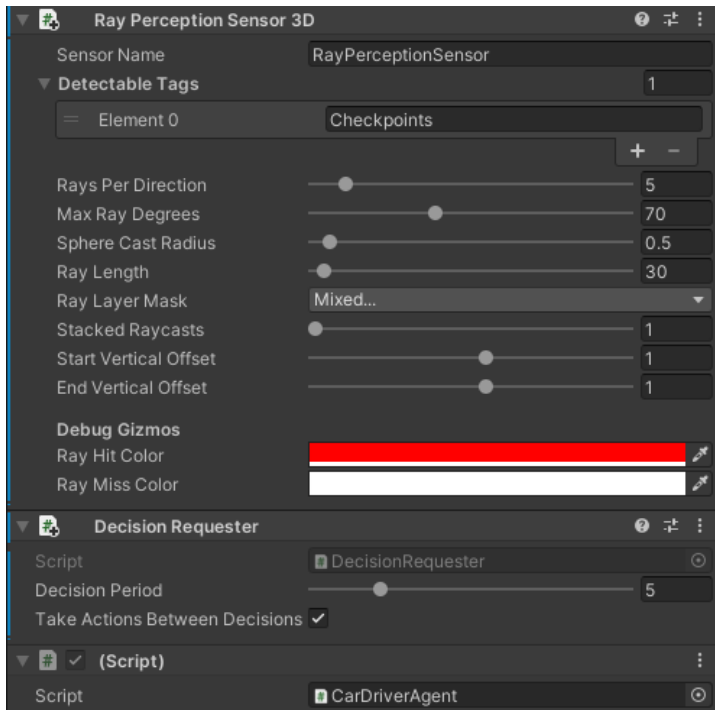 Ray Perception Sensor 3D
Sensor Name RayPerceptionSensor
Detectable Tags 1
Element 0 Checkpoints
+ −
Rays Per Direction 5
Max Ray Degrees 70
Sphere Cast Radius 0.5
Ray Length 30
Ray Layer Mask Mixed...
Stacked Raycasts 1
Start Vertical Offset 1
End Vertical Offset 1
Debug Gizmos
Ray Hit Color
Ray Miss Color
Decision Requester
Script DecisionRequester
Decision Period 5
Take Actions Between Decisions
(Script)
Script CarDriverAgent